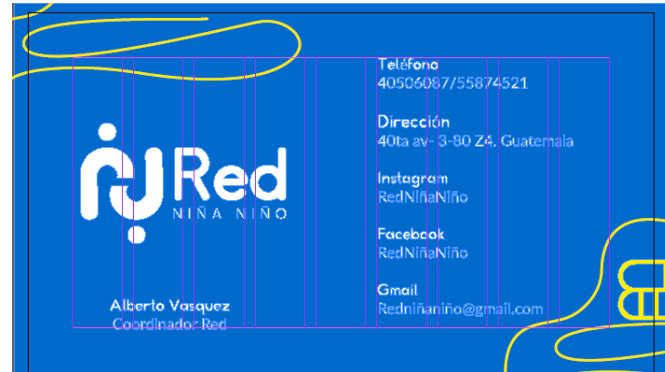 Red
NIÑA NIÑO
Alberto Vasquez
Coordinador Red
Teléfono
40506087/55874521
Dirección
40ta av- 3-80 Z4. Guatemala
Instagram
RedNiñaNiño
Facebook
RedNiñaNiño
Gmail
Redniñaniño@gmail.com